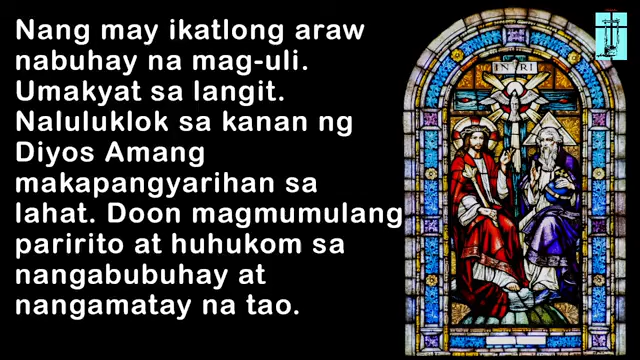 Nang may ikatlong araw
nabuhay na mag-uli.
Umakyat sa langit.
Naluluklok sa kanan ng
Diyos Amang
makapangyarihan sa
lahat. Doon magmumulang
paririto at huhukom sa
nangabubuhay at
nangamatay na tao.
INRI